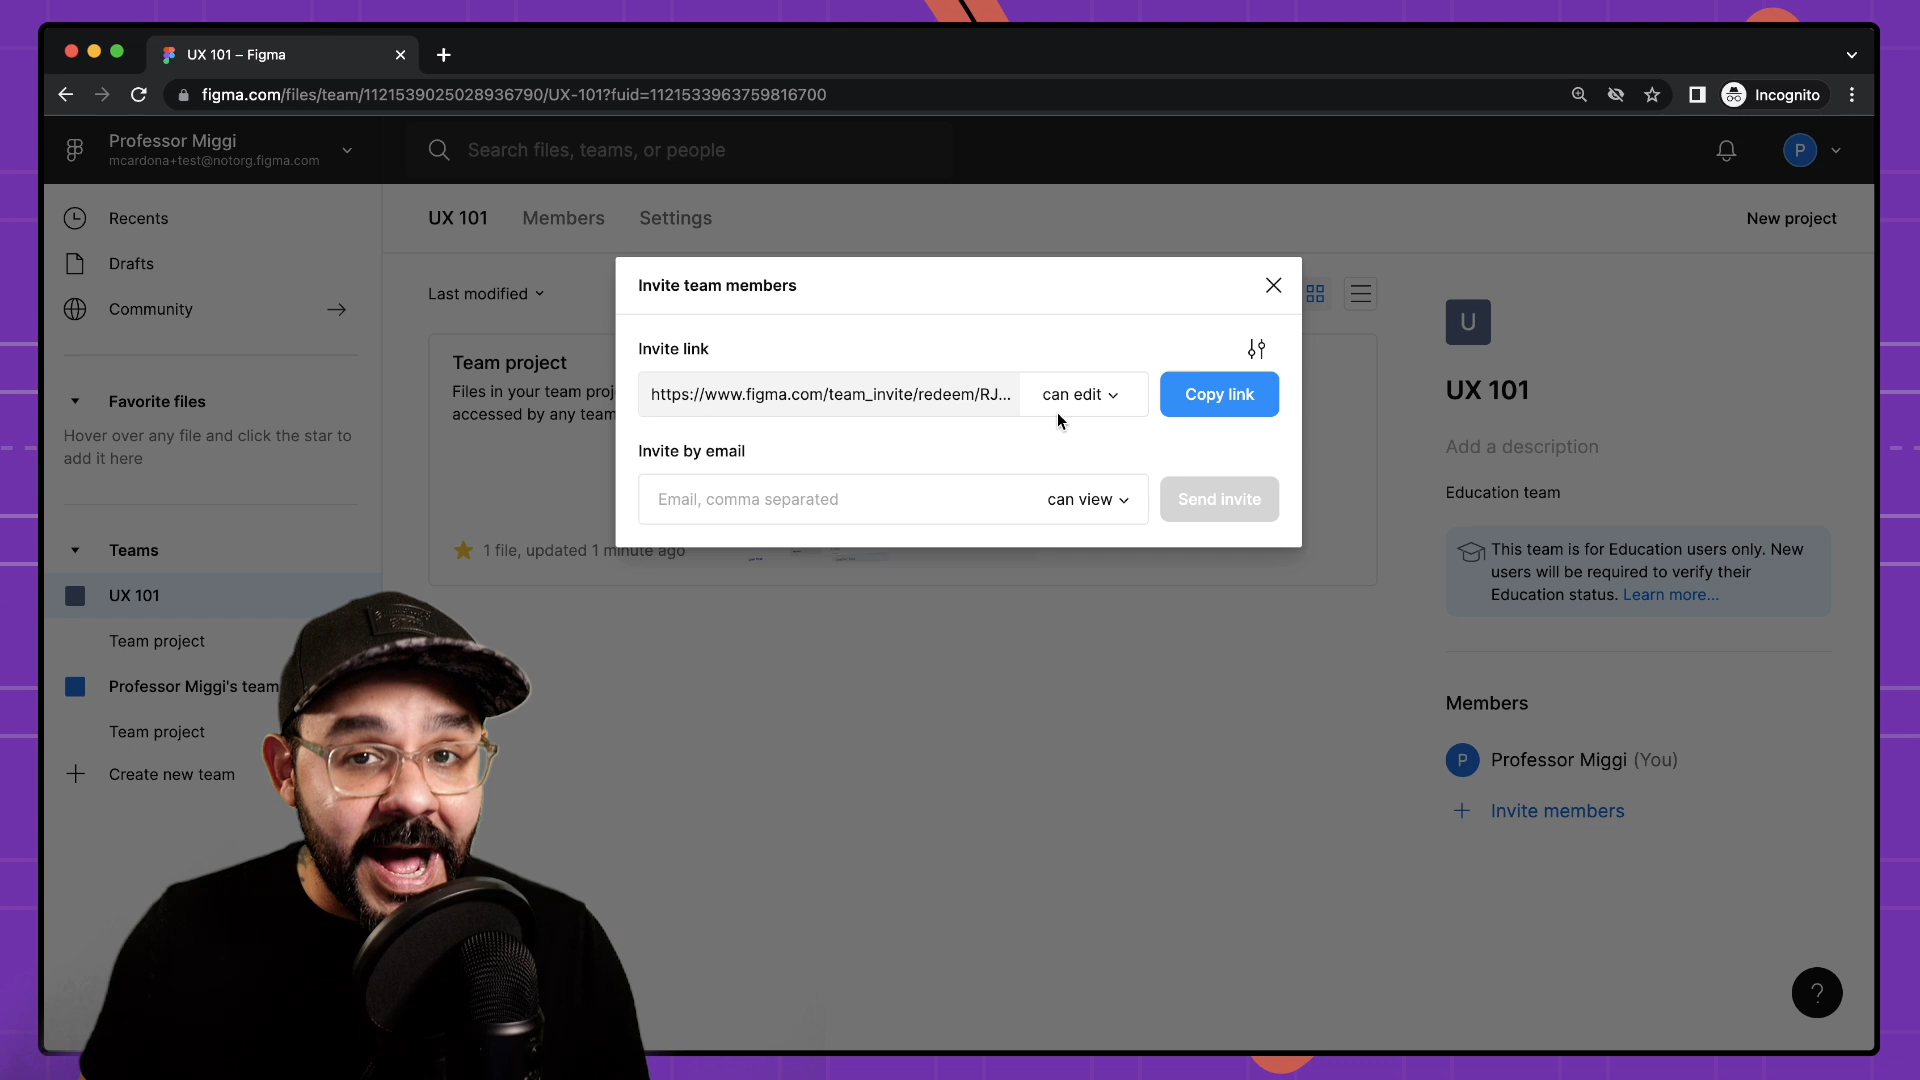 UX 101 – Figma
figma.com/files/team/1121539025028936790/UX-101?fuid=1121533963759816700
Incognito
Professor Miggi
mcardona+test@notorg.figma.com
Search files, teams, or people
P
Recents
Drafts
Community
Favorite files
Hover over any file and click the star to
add it here
Teams
UX 101
Team project
Professor Miggi's team
Team project
Create new team
UX 101
Members
Settings
New project
Last modified
Team project
Files in your team proj
accessed by any team
1 file, updated 1 minute ago
Invite team members
Invite link
https://www.figma.com/team_invite/redeem/RJ...
can edit
Copy link
Invite by email
Email, comma separated
can view
Send invite
U
UX 101
Add a description
Education team
This team is for Education users only. New
users will be required to verify their
Education status. Learn more...
Members
P
Professor Miggi (You)
Invite members
?